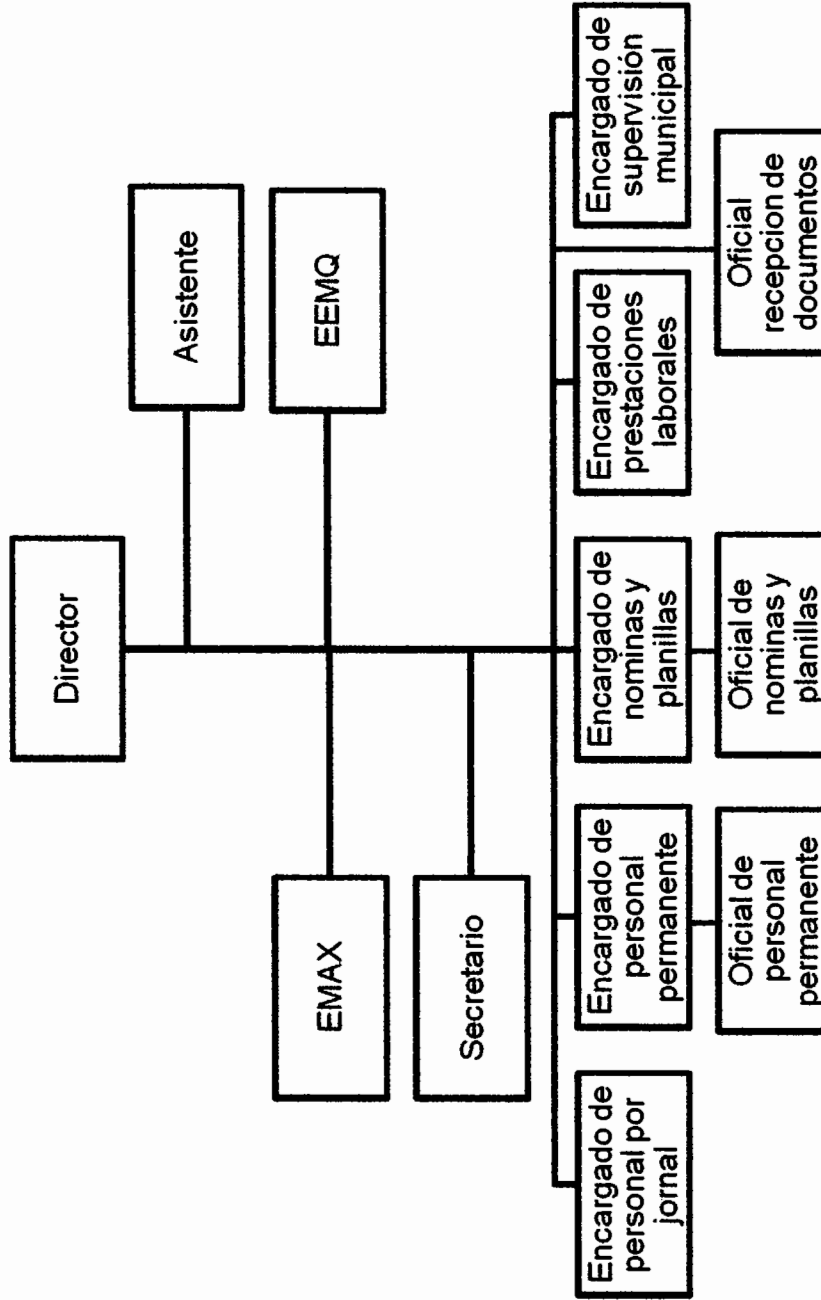 Director
Asistente
EMAX
EEMQ
Secretario
Encargado de
personal por
jornal
Encargado de
personal
permanente
Encargado de
nominas y
planillas
Encargado de
prestaciones
laborales
Encargado de
supervisión
municipal
Oficial de
personal
permanente
Oficial de
nominas y
planillas
Oficial
recepcion de
documentos